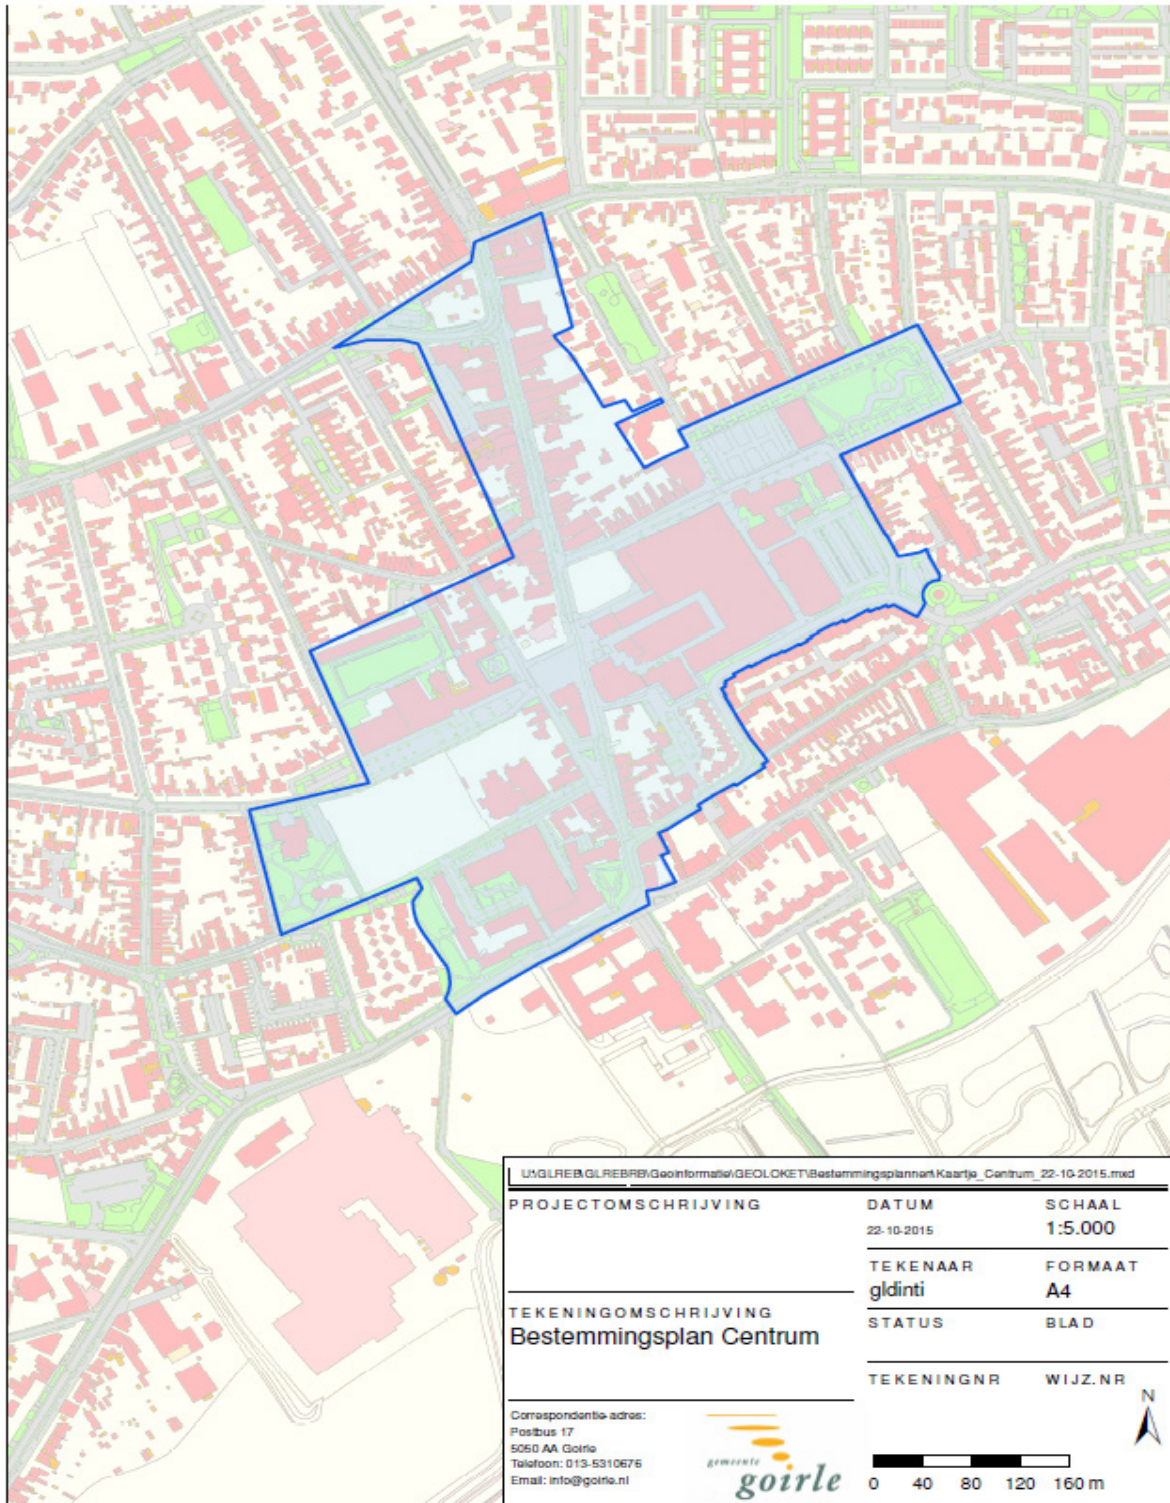 U:\GLREB\GLREBRB\Geoinformatie\GEOLOKET\Bestemmingsplannen\Kaartje_Centrum_22-10-2015.mxd
PROJECTOMSCHRIJVING
DATUM
22-10-2015
SCHAAL
1:5.000
TEKENAAR
gldinti
FORMAAT
A4
TEKENINGOMSCHRIJVING
Bestemmingsplan Centrum
STATUS
BLAD
TEKENINGNR
WIJZ.NR
Correspondentie-adres:
Postbus 17
5050 AA Goirle
Telefoon: 013-5310676
Email: info@goirle.nl
gemeente
goirle
N
0 40 80 120 160 m